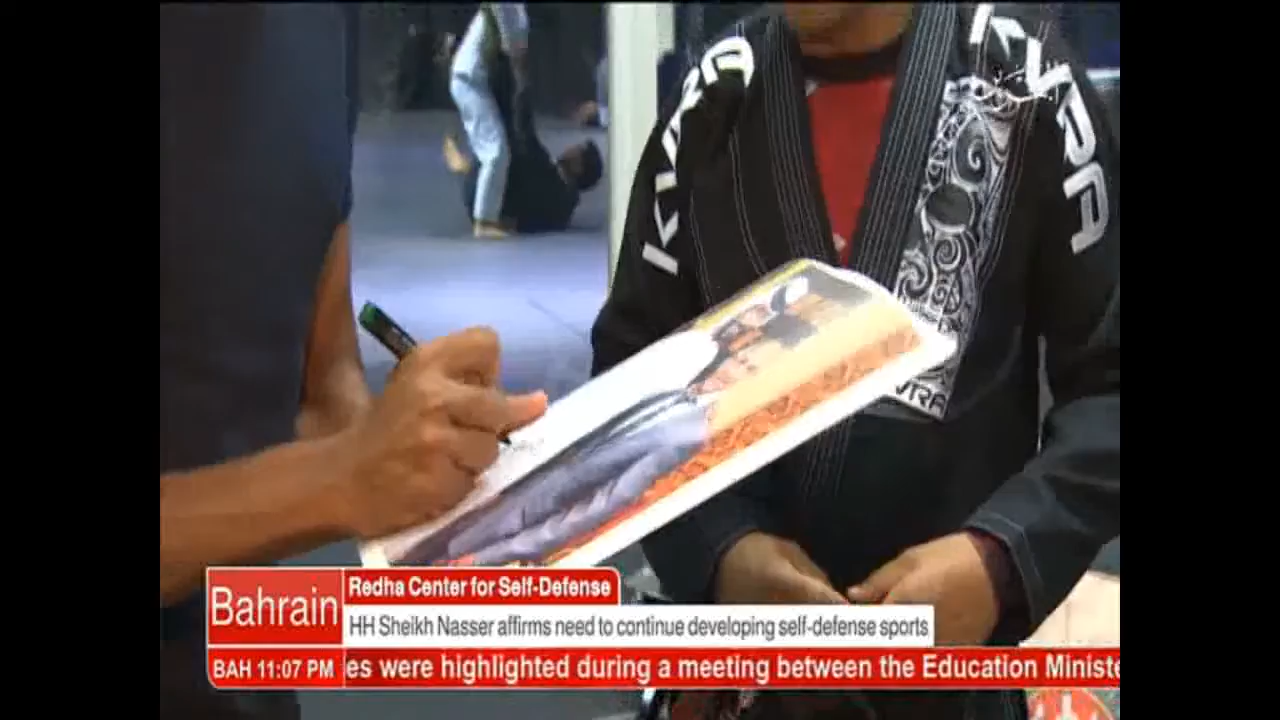 KVRA
KVRA
VRA
Bahrain
Redha Center for Self-Defense
HH Sheikh Nasser affirms need to continue developing self-defense sports
BAH 11:07 PM
es were highlighted during a meeting between the Education Ministe